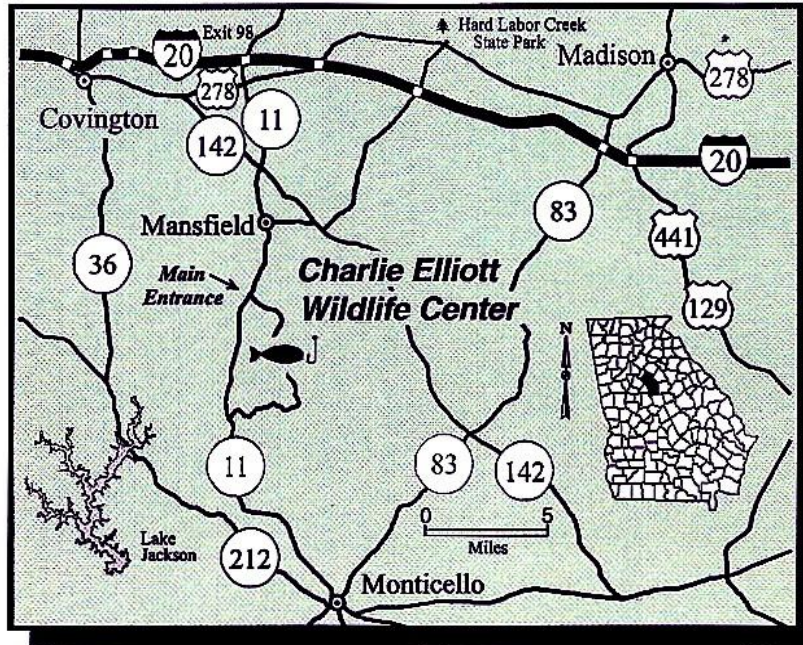 Exit 98
20
Hard Labor Creek
State Park
Madison
278
278
Covington
11
142
20
Mansfield
83
441
36
Main
Entrance
Charlie Elliott
Wildlife Center
129
N
11
83
142
0 5
Miles
Lake
Jackson
212
Monticello